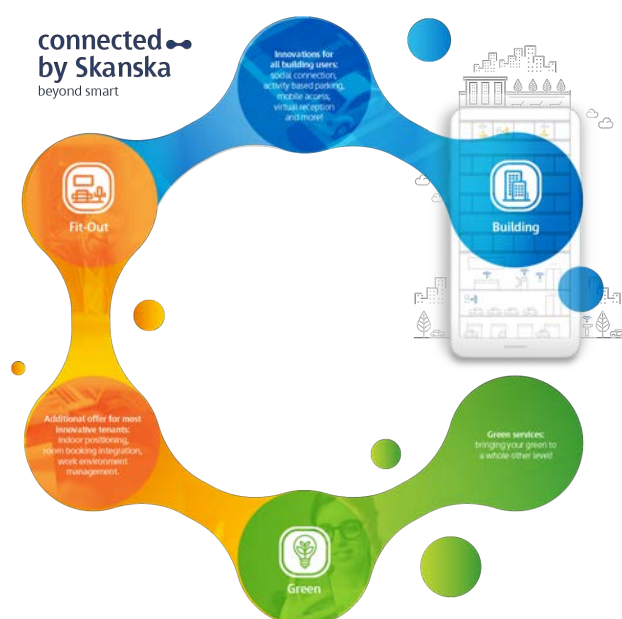 connected
by Skanska
beyond smart
Innovations for
all building users:
social connection,
activity based parking,
mobile access,
virtual reception
and more!
Fit-Out
Building
Additional offer for most
innovative tenants:
indoor positioning,
room booking integration,
work environment
management.
Green services:
bringing your green to
a whole other level!
Green